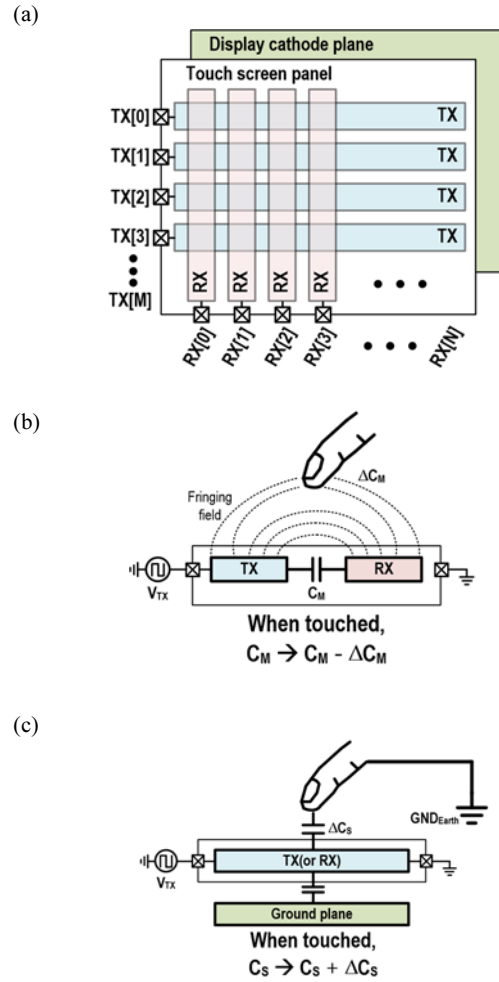 (a)
Display cathode plane
Touch screen panel
TX[0] TX
TX[1] TX
TX[2] TX
TX[3] TX
TX[M]
RX RX RX RX
RX[0] RX[1] RX[2] RX[3] RX[N]
(b)
ΔCM
Fringing
field
VTX TX CM RX
When touched,
CM → CM - ΔCM
(c)
ΔCS
GNDEarth
VTX TX(or RX)
Ground plane
When touched,
CS → CS + ΔCS